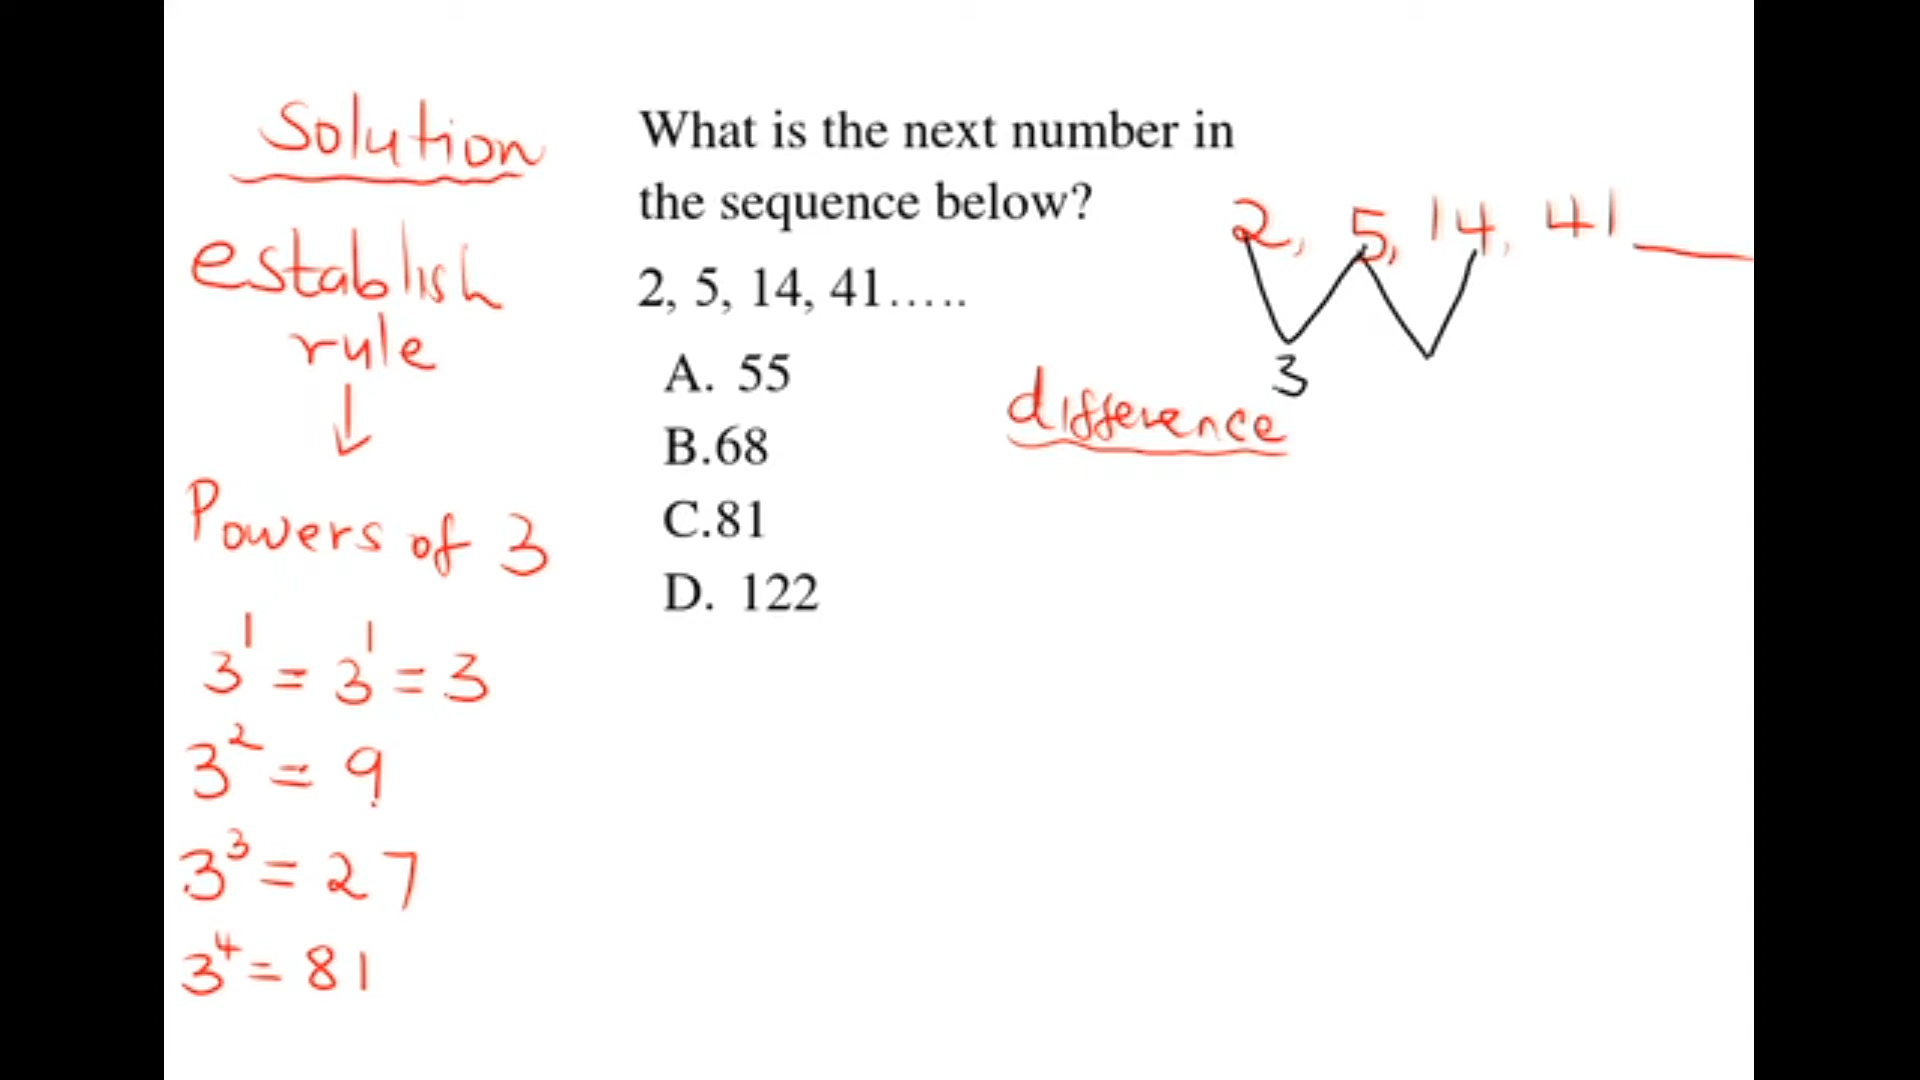 Solution
establish
rule
Powers of 3
3¹ = 3¹ = 3
3² = 9
3³ = 27
3⁴ = 81
What is the next number in
the sequence below?
2, 5, 14, 41.....
A. 55
B.68
C.81
D. 122
2, 5, 14, 41
3
difference